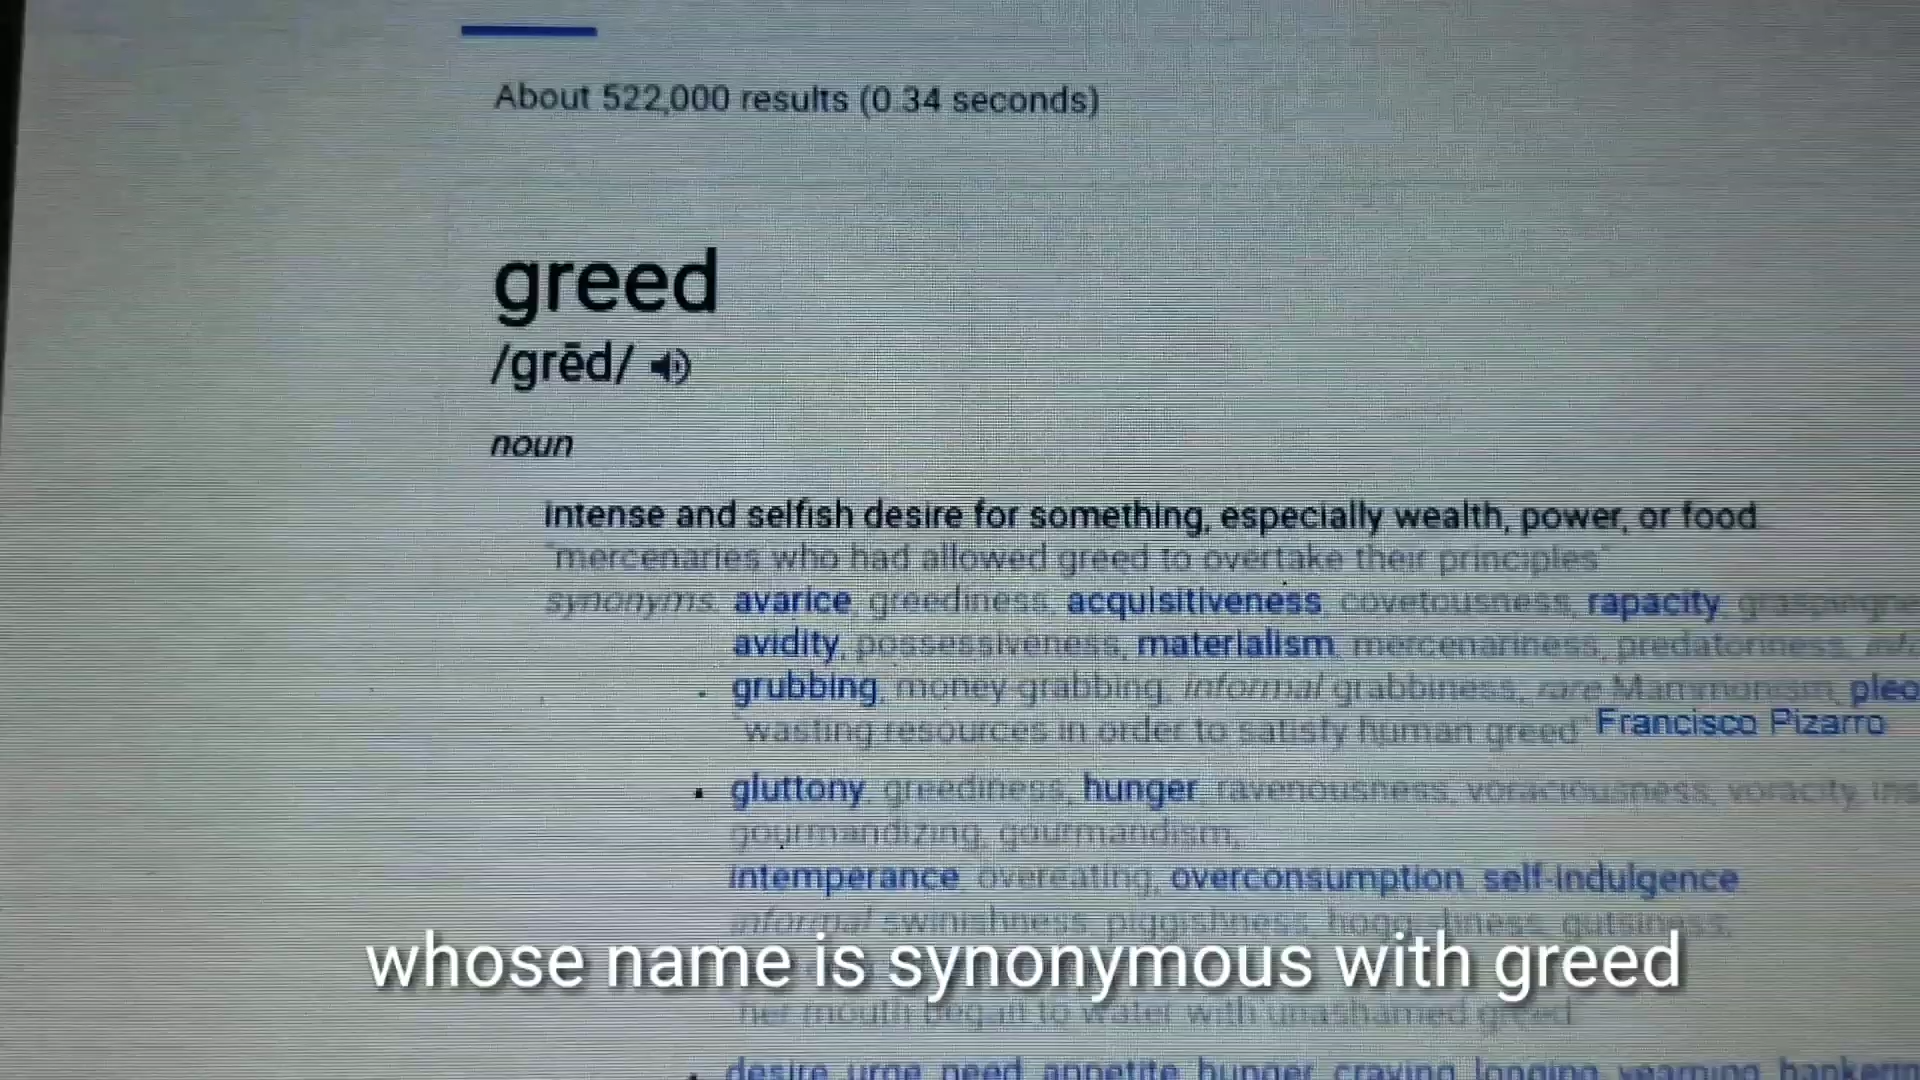 About 522,000 results (0 34 seconds)
greed
/grēd/
noun
intense and selfish desire for something, especially wealth, power, or food
"mercenaries who had allowed greed to overtake their principles"
synonyms avarice, greediness, acquisitiveness, covetousness, rapacity,
avidity, possessiveness, materialism, mercenariness, predatoriness,
grubbing, money-grabbing, informal grabbiness, rare Mammonism,
"wasting resources in order to satisfy human greed" Francisco Pizarro
gluttony, greediness, hunger ravenousness, voraciousness, voracity,
gourmandizing, gourmandism,
intemperance overeating, overconsumption self-indulgence
informal swinishness, piggishness, hoggishness, gutsiness,
whose name is synonymous with greed
her mouth began to water with unashamed greed
desire urge need appetite hunger craving longing yearning